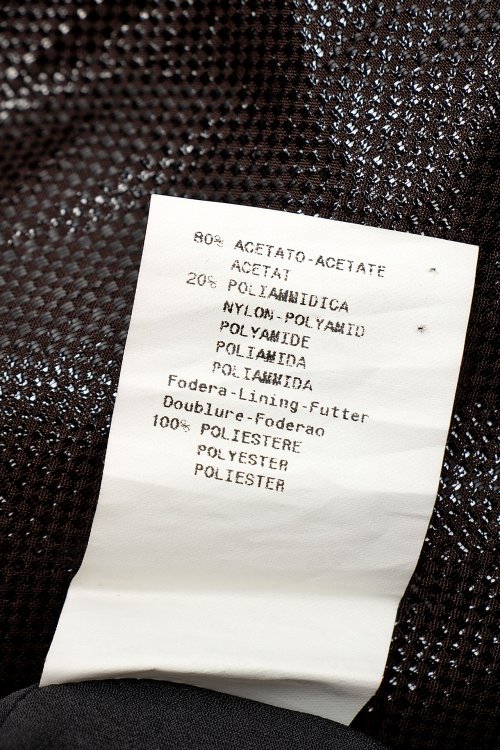 80% ACETATO-ACETATE
ACETAT
20% POLIAMMIDICA
NYLON-POLYAMID
POLYAMIDE
POLIAMIDA
POLIAMMIDA
Fodera-Lining-Futter
Doublure-Foderao
100% POLIESTERE
POLYESTER
POLIESTER